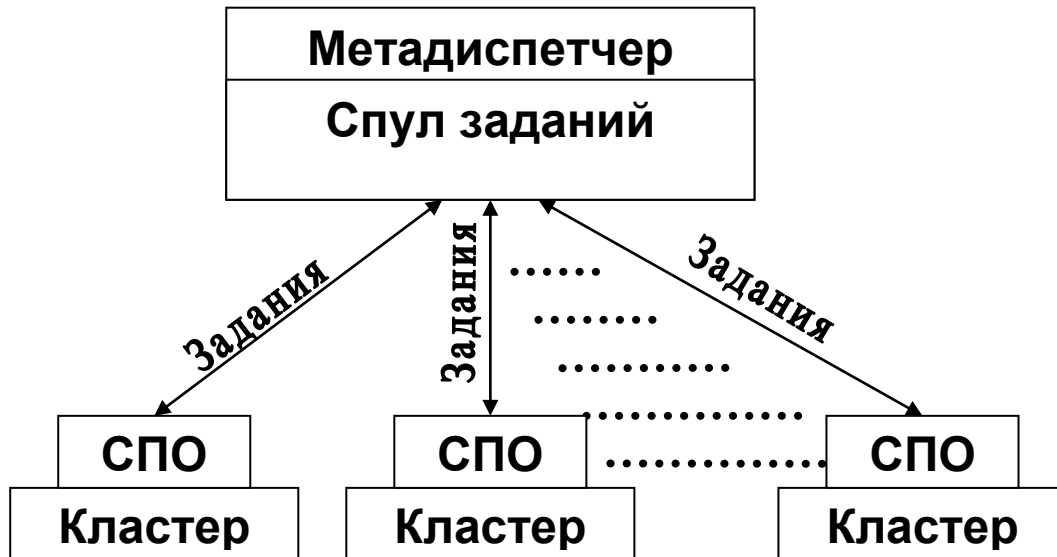 Метадиспетчер
Спул заданий
Задания
Задания
Задания
СПО
СПО
СПО
Кластер
Кластер
Кластер